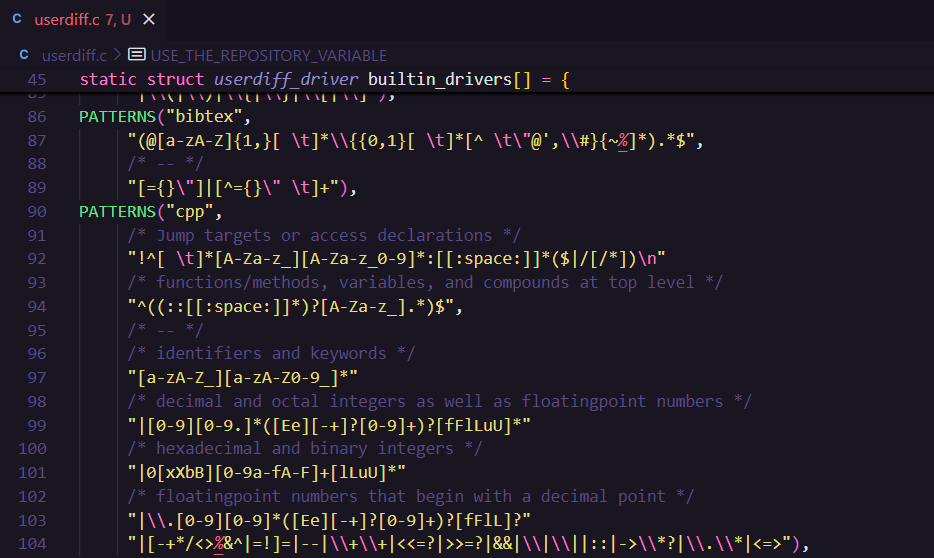 userdiff.c 7, U
userdiff.c > USE_THE_REPOSITORY_VARIABLE
45 static struct userdiff_driver builtin_drivers[] = {
86 PATTERNS("bibtex",
87 "(@[a-zA-Z]{1,}[ \t]*\\{{0,1}[ \t]*[^ \t\"@',\\#}{~%]*).*$",
88 /* -- */
89 "[={}\"]|[^={}\" \t]+"),
90 PATTERNS("cpp",
91 /* Jump targets or access declarations */
92 "!^[ \t]*[A-Za-z_][A-Za-z_0-9]*:[[:space:]]*($|/[/*])\n"
93 /* functions/methods, variables, and compounds at top level */
94 "^((::[[:space:]]*)?[A-Za-z_].*)$",
95 /* -- */
96 /* identifiers and keywords */
97 "[a-zA-Z_][a-zA-Z0-9_]*"
98 /* decimal and octal integers as well as floatingpoint numbers */
99 "|[0-9][0-9.]*([Ee][-+]?[0-9]+)?[fFlLuU]*"
100 /* hexadecimal and binary integers */
101 "|0[xXbB][0-9a-fA-F]+[lLuU]*"
102 /* floatingpoint numbers that begin with a decimal point */
103 "|\\.[0-9][0-9]*([Ee][-+]?[0-9]+)?[fFlL]?"
104 "|[-+*/<>%&^|=!]=|--|\\+\\+|<<=?|>>=?|&&|\\|\\||::|->\\*?|\\.\\*|<=>"),